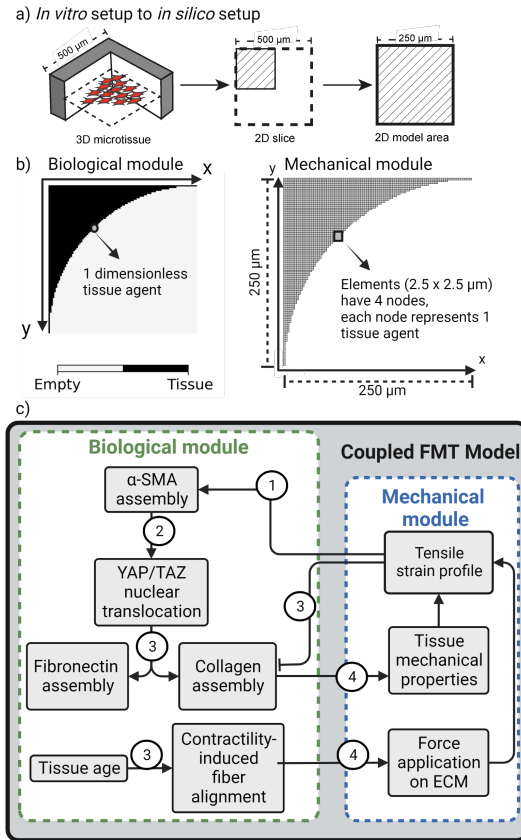 a) In vitro setup to in silico setup
500 µm
500 µm
250 µm
3D microtissue
2D slice
2D model area
b)
Biological module
x
y
1 dimensionless
tissue agent
Empty
Tissue
Mechanical module
y
250 µm
Elements (2.5 x 2.5 µm)
have 4 nodes,
each node represents 1
tissue agent
x
250 µm
c)
Biological module
Coupled FMT Model
α-SMA
assembly
1
Mechanical
module
2
Tensile
strain profile
YAP/TAZ
nuclear
translocation
3
3
Fibronectin
assembly
Collagen
assembly
4
Tissue
mechanical
properties
Tissue age
3
Contractility-
induced
fiber
alignment
4
Force
application
on ECM